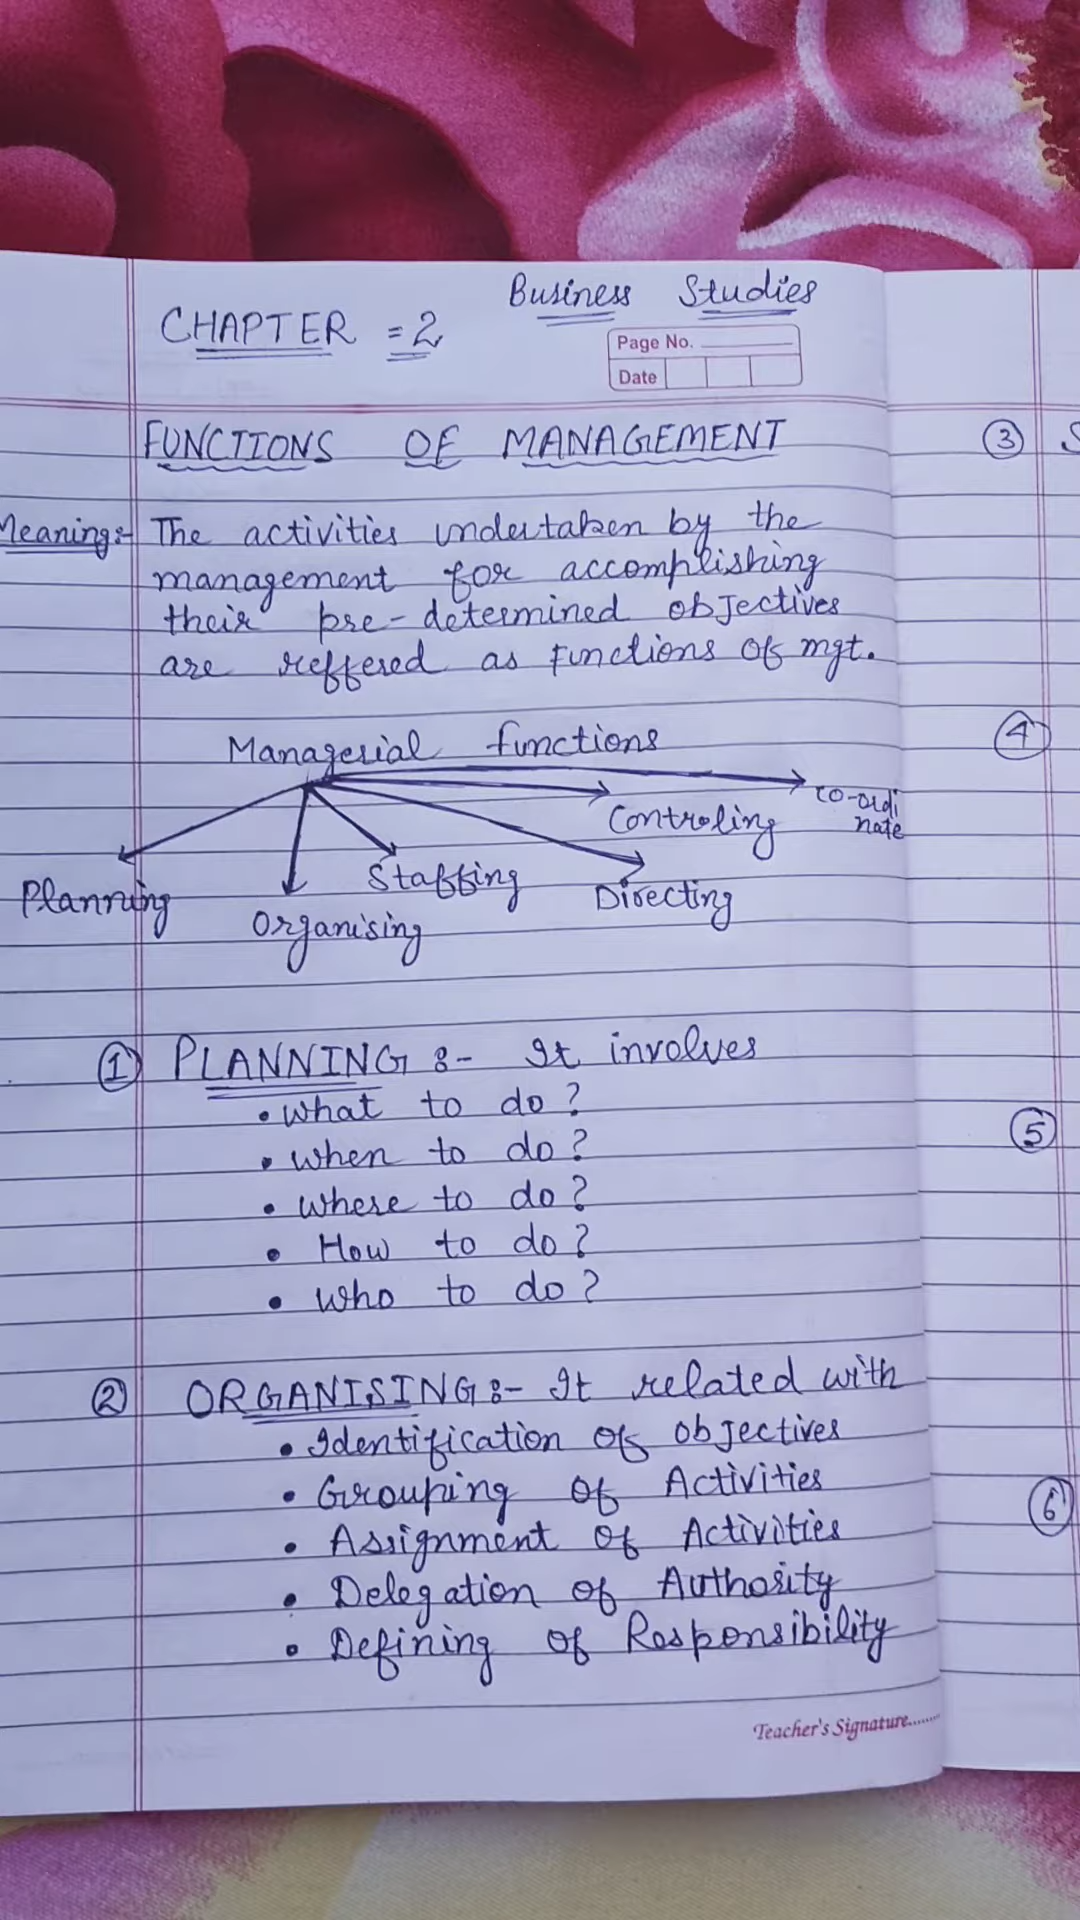 Business Studies
CHAPTER = 2
Page No.
Date
FUNCTIONS OF MANAGEMENT
Meaning:- The activities undertaken by the
management for accomplishing
their pre-determined objectives
are reffered as functions of mgt.
Managerial functions
Planning
Organising
Staffing
Directing
Controling
co-ordi
nate
① PLANNING :- It involves
• What to do?
• When to do?
• Where to do?
• How to do?
• Who to do?
② ORGANISING :- It related with
• Identification of objectives
• Grouping of Activities
• Assignment of Activities
• Delegation of Authority
• Defining of Responsibility
Teacher's Signature........
③ S
④
⑤
⑥